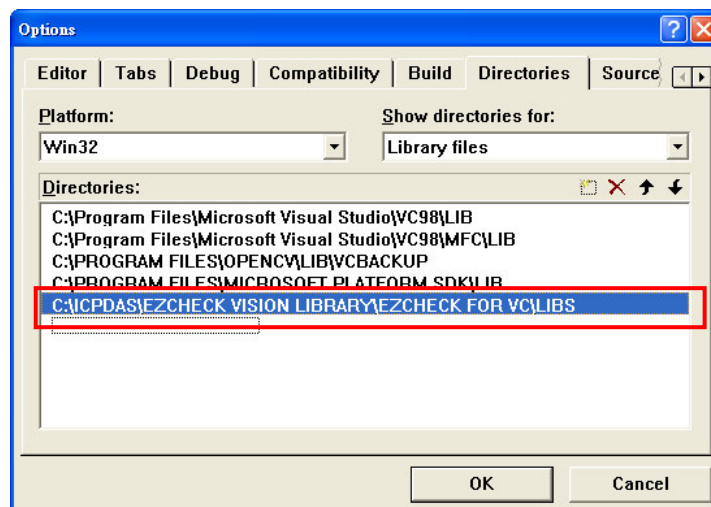 Options
Editor Tabs Debug Compatibility Build Directories Source
Platform: Show directories for:
Win32 Library files
Directories:
C:\Program Files\Microsoft Visual Studio\VC98\LIB
C:\Program Files\Microsoft Visual Studio\VC98\MFC\LIB
C:\PROGRAM FILES\OPENCV\LIB\VCBACKUP
C:\PROGRAM FILES\MICROSOFT PLATFORM SDK\LIB
C:\ICPDAS\EZCHECK VISION LIBRARY\EZCHECK FOR VC\LIBS
OK Cancel